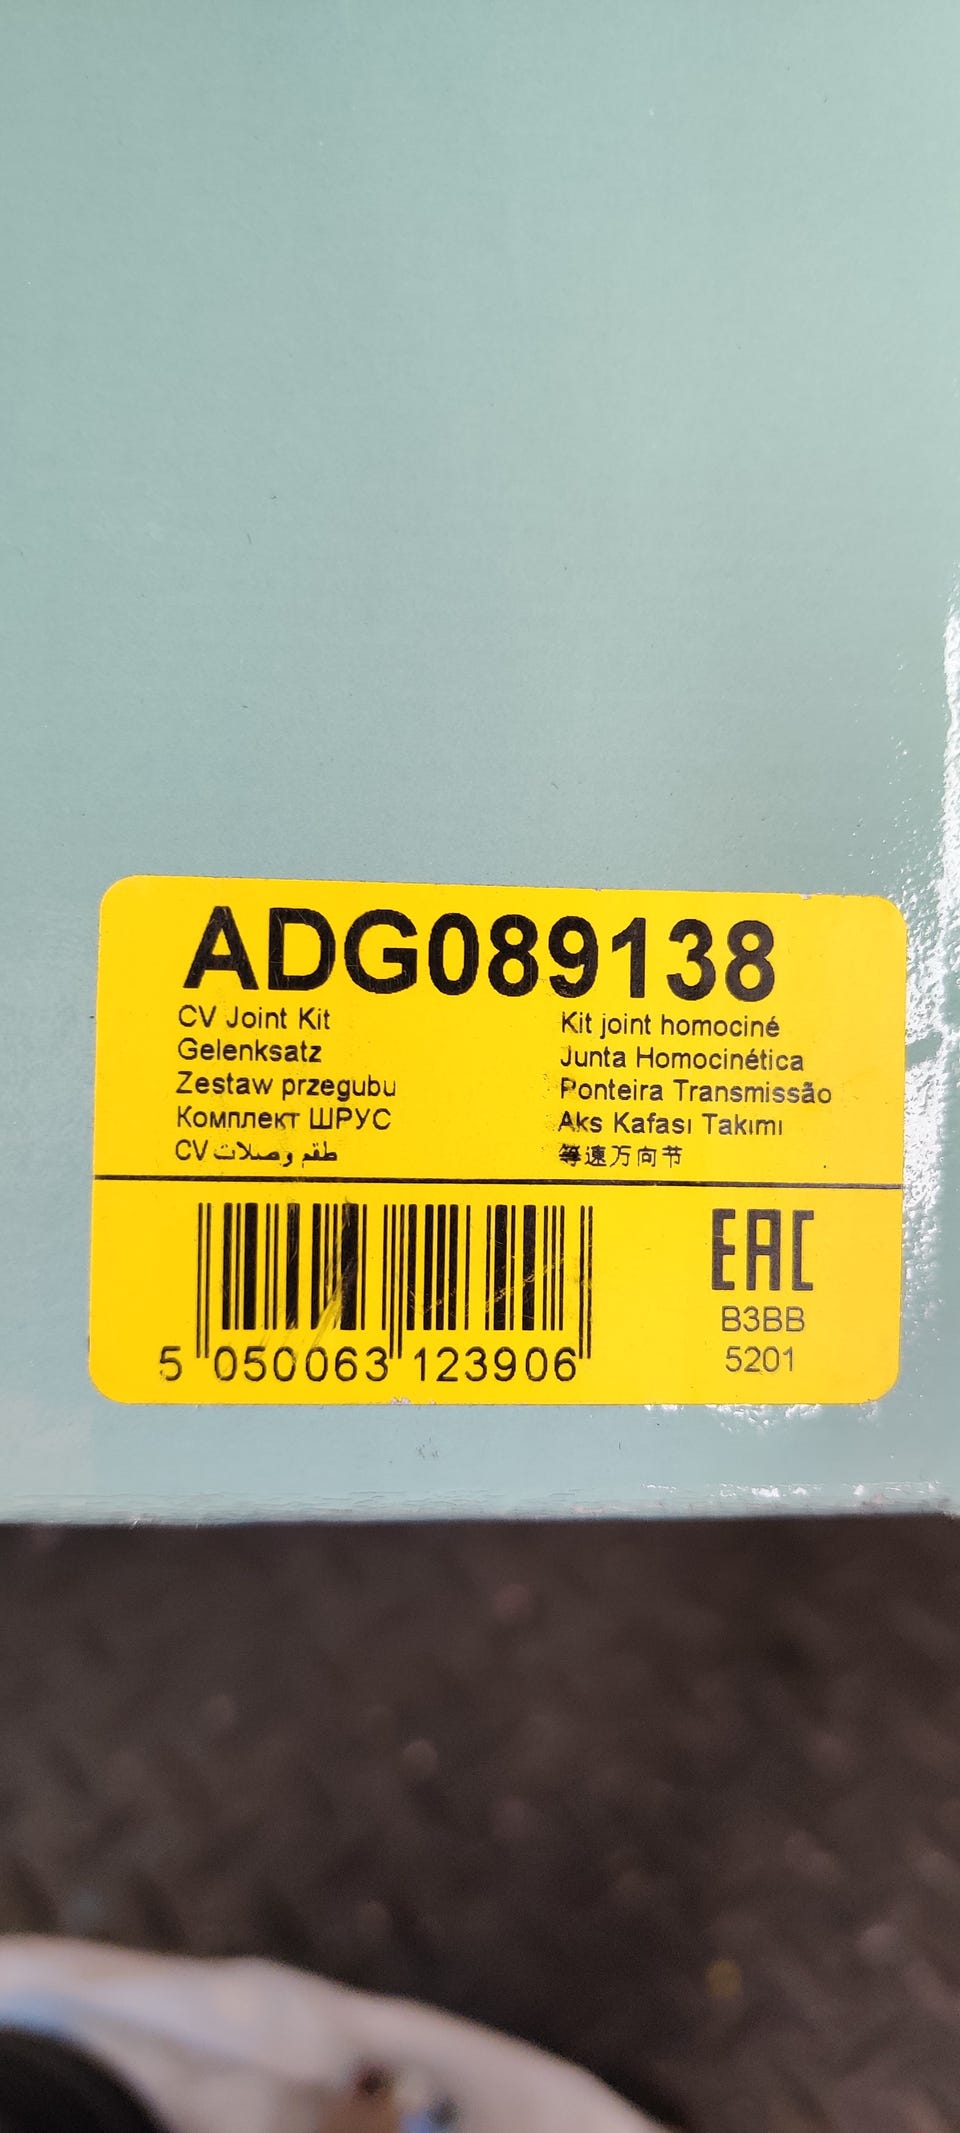 ADG089138
CV Joint Kit
Gelenksatz
Zestaw przegubu
Комплект ШРУС
طقم وصلات CV
Kit joint homociné
Junta Homocinética
Ponteira Transmissão
Aks Kafası Takımı
等速万向节
5 050063 123906
EAC
B3BB
5201